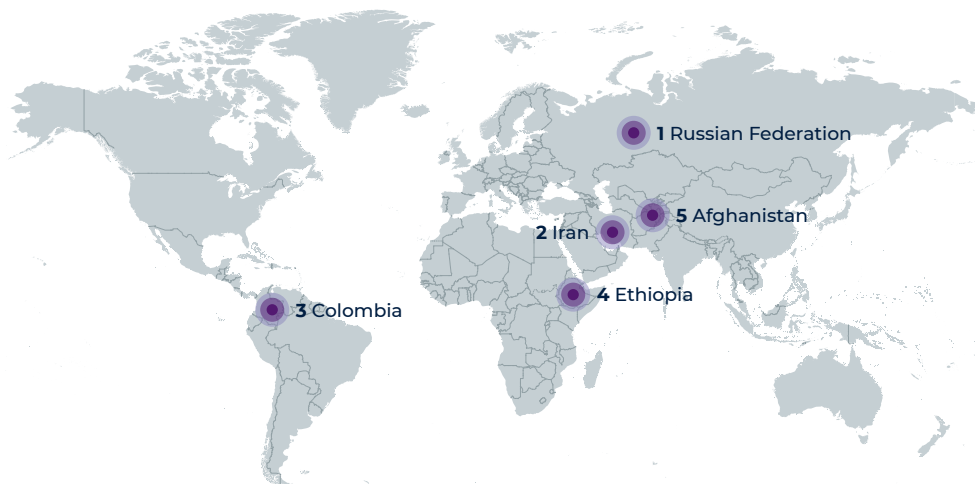 1 Russian Federation
5 Afghanistan
2 Iran
4 Ethiopia
3 Colombia